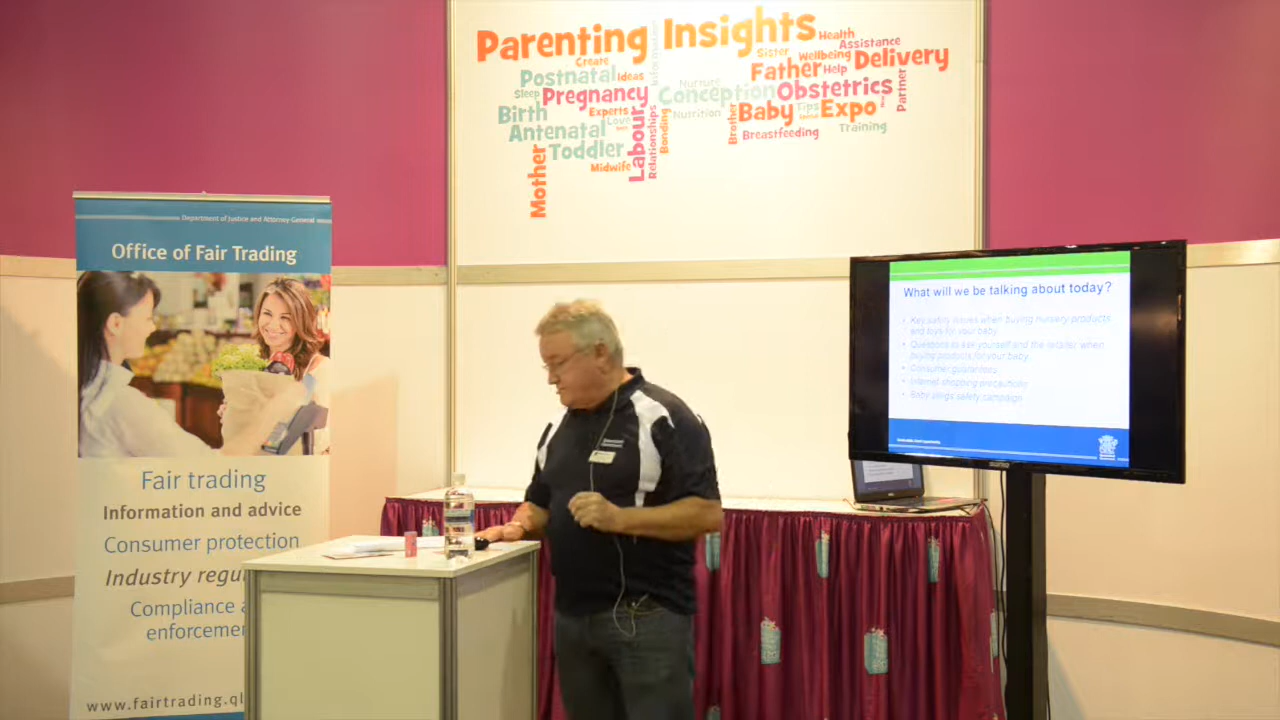 Parenting Insights
Health
Assistance
Sister
Wellbeing
Delivery
Create
Father
Help
Postnatal
Ideas
Information
Nurture
Obstetrics
Partner
Sleep
Pregnancy
Conception
Birth
Experts
Nutrition
Brother
Baby
Tips
Expo
Love
Antenatal
Labour
Relationships
Bonding
Breastfeeding
Training
Toddler
Midwife
Mother
Department of Justice and Attorney-General
Office of Fair Trading
Fair trading
Information and advice
Consumer protection
Industry regu
Compliance a
enforcemen
www.fairtrading.ql
What will we be talking about today?
• Key safety issues when buying nursery products
and toys for your baby
• Questions to ask yourself and the retailer when
buying products for your baby
• Consumer guarantees
• Internet shopping precautions
• Baby slings safety campaign